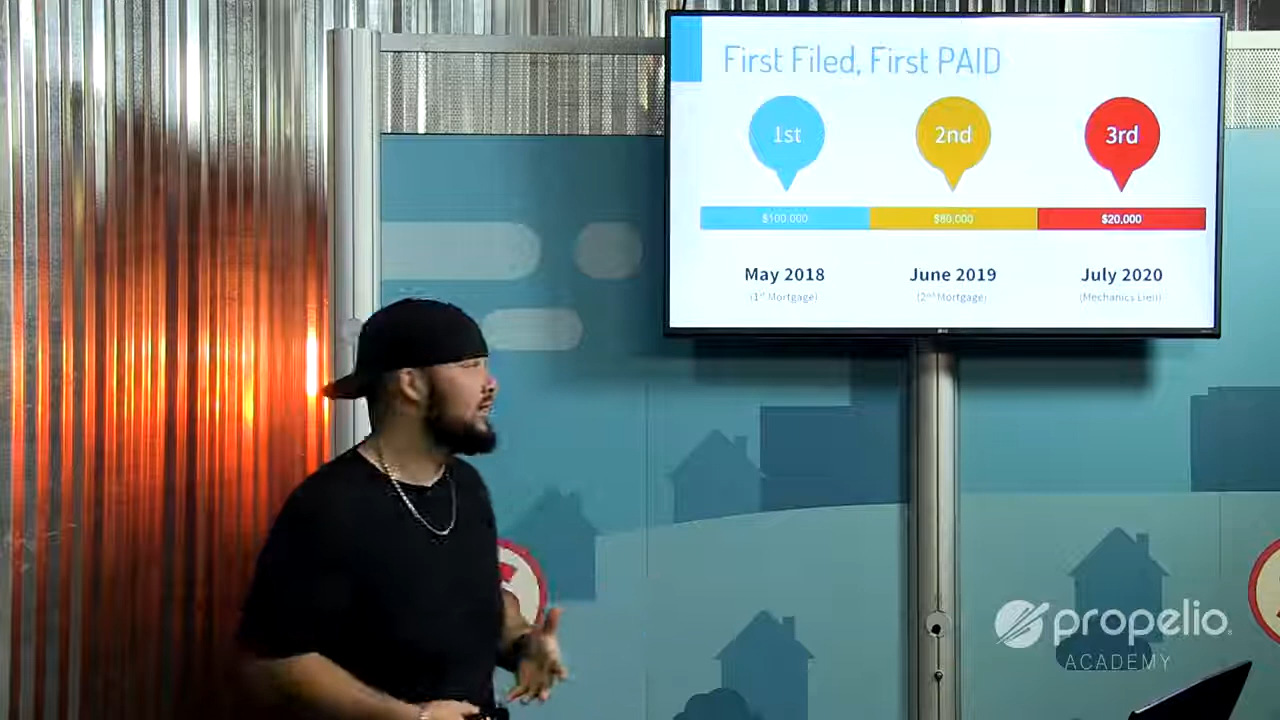 First Filed, First PAID
1st 2nd 3rd
$100,000 $80,000 $20,000
May 2018 June 2019 July 2020
(1st Mortgage) (2nd Mortgage) (Mechanics Lien)
propelio
ACADEMY